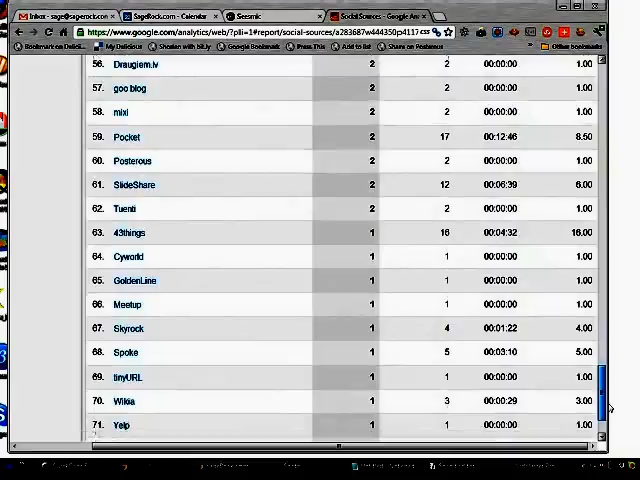 Inbox - sage@sagerock.con
SageRock.com - Calendar
Seesmic
Social Sources - Google An
https://www.google.com/analytics/web/?pli=1#report/social-sources/a283687w444350p4117
Bookmark on Delici...
My Delicious
Shorten with bit.ly
Google Bookmark
Press This
Add to list
Share on Posterous
Other bookmarks
56. Draugiem.lv 2 2 00:00:00 1.00
57. goo blog 2 2 00:00:00 1.00
58. mixi 2 2 00:00:00 1.00
59. Pocket 2 17 00:12:46 8.50
60. Posterous 2 2 00:00:00 1.00
61. SlideShare 2 12 00:06:39 6.00
62. Tuenti 2 2 00:00:00 1.00
63. 43things 1 16 00:04:32 16.00
64. Cyworld 1 1 00:00:00 1.00
65. GoldenLine 1 1 00:00:00 1.00
66. Meetup 1 1 00:00:00 1.00
67. Skyrock 1 4 00:01:22 4.00
68. Spoke 1 5 00:03:10 5.00
69. tinyURL 1 1 00:00:00 1.00
70. Wikia 1 3 00:00:29 3.00
71. Yelp 1 1 00:00:00 1.00